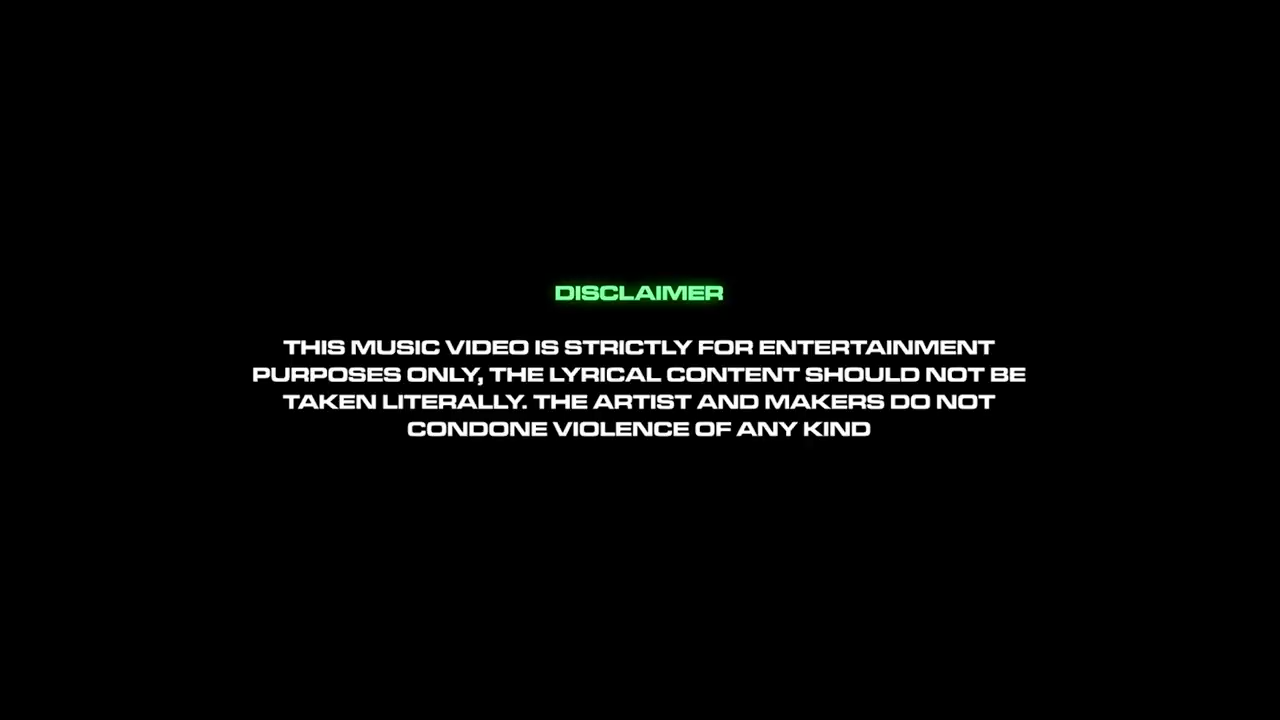 DISCLAIMER
THIS MUSIC VIDEO IS STRICTLY FOR ENTERTAINMENT
PURPOSES ONLY, THE LYRICAL CONTENT SHOULD NOT BE
TAKEN LITERALLY. THE ARTIST AND MAKERS DO NOT
CONDONE VIOLENCE OF ANY KIND